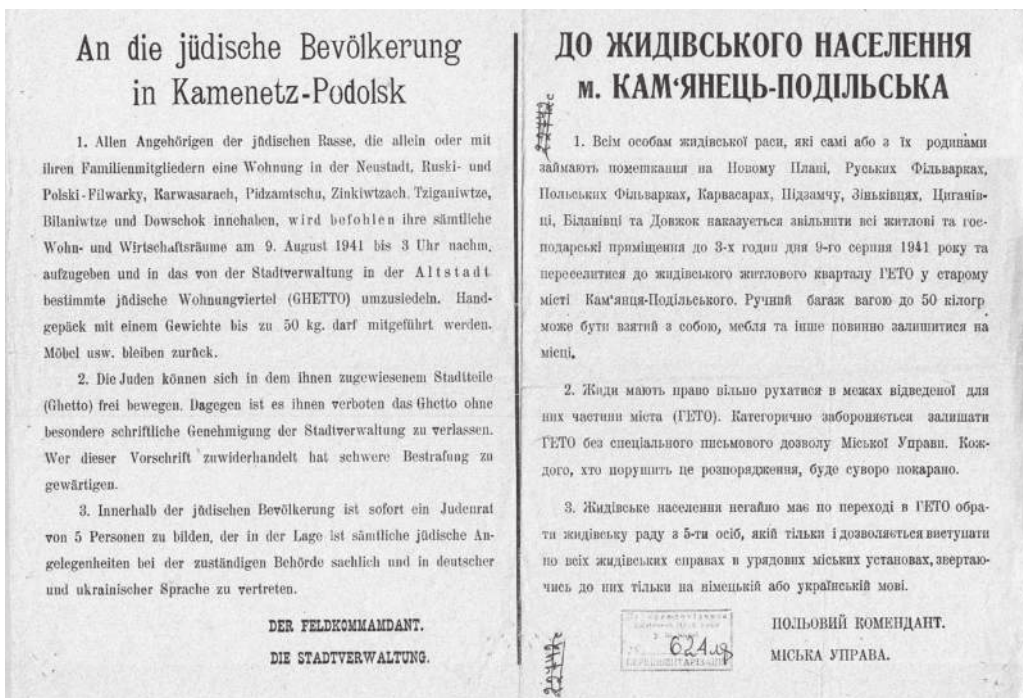 An die jüdische Bevölkerung
in Kamenetz-Podolsk
1. Allen Angehörigen der jüdischen Rasse, die allein oder mit
ihren Familienmitgliedern eine Wohnung in der Neustadt, Ruski- und
Polski-Filwarky, Karwasarach, Pidzamtschu, Zinkiwtzach, Tziganiwtze,
Bilaniwtze und Dowschok innehaben, wird befohlen ihre sämtliche
Wohn- und Wirtschaftsräume am 9. August 1941 bis 3 Uhr nachm.
aufzugeben und in das von der Stadtverwaltung in der Altstadt
bestimmte jüdische Wohnungviertel (GHETTO) umzusiedeln. Hand-
gepäck mit einem Gewichte bis zu 50 kg. darf mitgeführt werden.
Möbel usw. bleiben zurück.
2. Die Juden können sich in dem ihnen zugewiesenem Stadtteile
(Ghetto) frei bewegen. Dagegen ist es ihnen verboten das Ghetto ohne
besondere schriftliche Genehmigung der Stadtverwaltung zu verlassen.
Wer dieser Vorschrift zuwiderhandelt hat schwere Bestrafung zu
gewärtigen.
3. Innerhalb der jüdischen Bevölkerung ist sofort ein Judenrat
von 5 Personen zu bilden, der in der Lage ist sämtliche jüdische An-
gelegenheiten bei der zuständigen Behörde sachlich und in deutscher
und ukrainischer Sprache zu vertreten.
DER FELDKOMMAMDANT.
DIE STADTVERWALTUNG.
ДО ЖИДІВСЬКОГО НАСЕЛЕННЯ
м. КАМ'ЯНЕЦЬ-ПОДІЛЬСЬКА
1. Всім особам жидівської раси, які самі або з їх родинами
займають помешкання на Новому Плані, Руських Фільварках,
Польських Фільварках, Карвасарах, Підзамчу, Зіньківцях, Циганів-
ці, Біланівці та Довжок наказується звільнити всі житлові та гос-
подарські приміщення до 3-х годин дня 9-го серпня 1941 року та
переселитися до жидівського житлового кварталу ГЕТО у старому
місті Кам'янця-Подільського. Ручний багаж вагою до 50 кілогр
може бути взятий з собою, мебля та інше повинно залишитися на
місці.
2. Жиди мають право вільно рухатися в межах відведеної для
них частини міста (ГЕТО). Категорично забороняється залишати
ГЕТО без спеціального письмового дозволу Міської Управи. Кож-
дого, хто порушить це розпорядження, буде суворо покарано.
3. Жидівське населення негайно має по переході в ГЕТО обра-
ти жидівську раду з 5-ти осіб, якій тільки і дозволяється виступати
по всіх жидівських справах в урядових міських установах, звертаю-
чись до них тільки на німецькій або українській мові.
ПОЛЬОВИЙ КОМЕНДАНТ.
МІСЬКА УПРАВА.